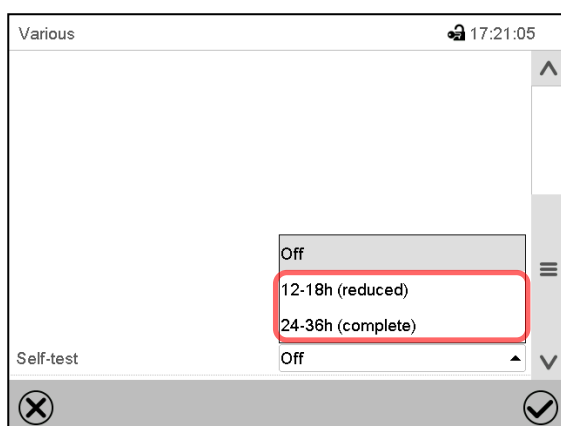 Various 17:21:05
Off
12-18h (reduced)
24-36h (complete)
Self-test Off